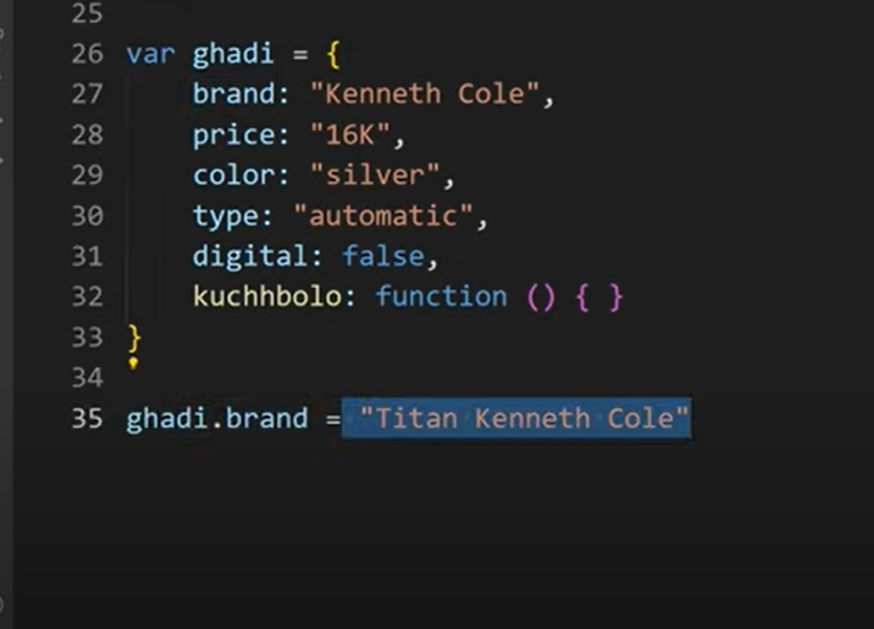 25
26 var ghadi = {
27 brand: "Kenneth Cole",
28 price: "16K",
29 color: "silver",
30 type: "automatic",
31 digital: false,
32 kuchhbolo: function () { }
33 }
34
35 ghadi.brand = "Titan Kenneth Cole"